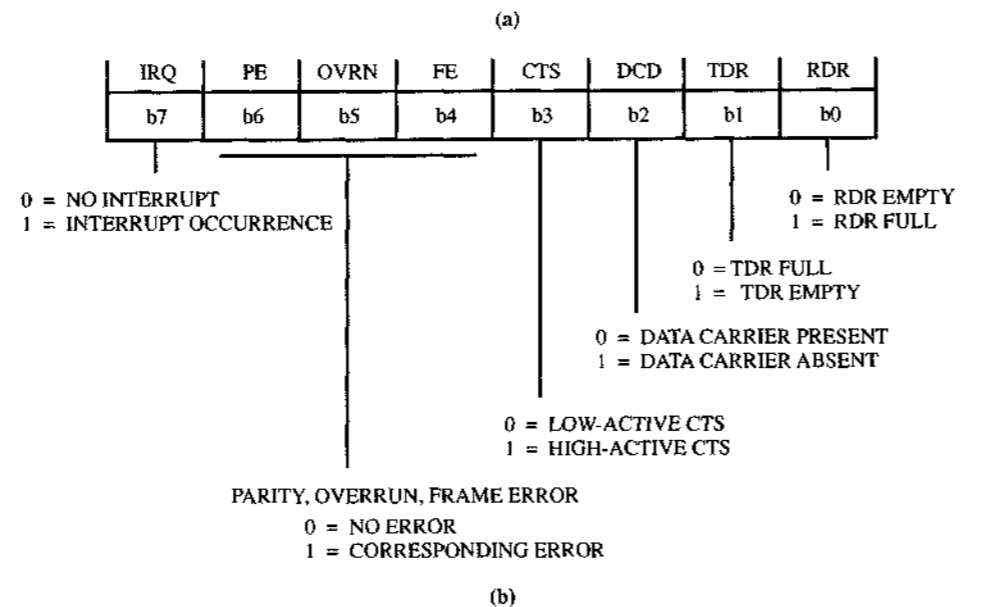 (a)
IRQ PE OVRN FE CTS DCD TDR RDR
b7 b6 b5 b4 b3 b2 b1 b0
0 = NO INTERRUPT
1 = INTERRUPT OCCURRENCE
0 = RDR EMPTY
1 = RDR FULL
0 = TDR FULL
1 = TDR EMPTY
0 = DATA CARRIER PRESENT
1 = DATA CARRIER ABSENT
0 = LOW-ACTIVE CTS
1 = HIGH-ACTIVE CTS
PARITY, OVERRUN, FRAME ERROR
0 = NO ERROR
1 = CORRESPONDING ERROR
(b)